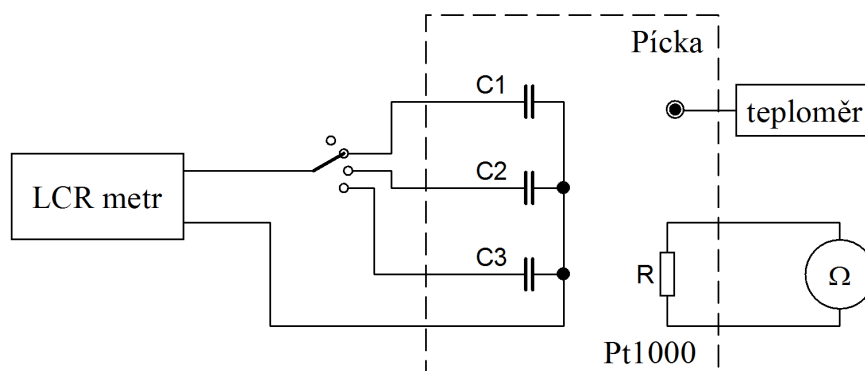 Pícka
C1
teploměr
C2
LCR metr
C3
R
Ω
Pt1000